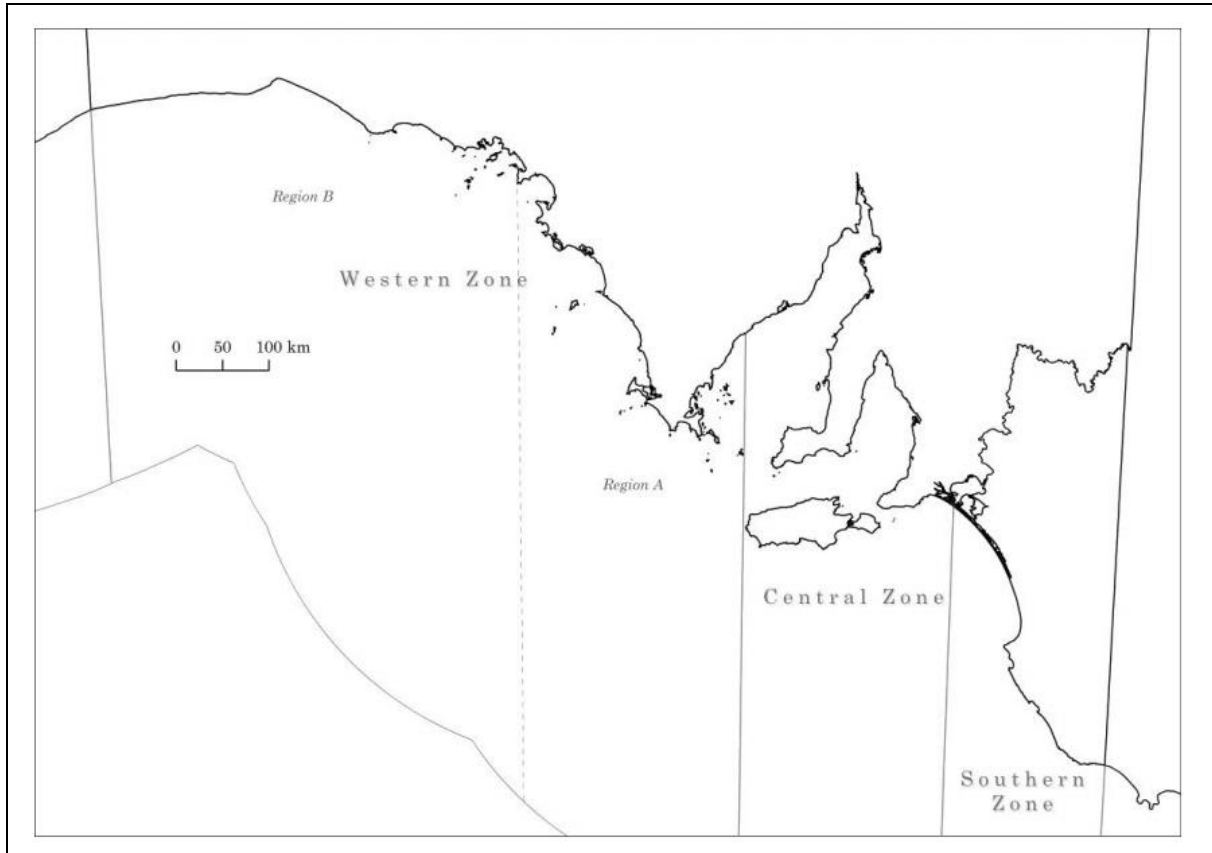 Region B
Western Zone
0 50 100 km
Region A
Central Zone
Southern
Zone